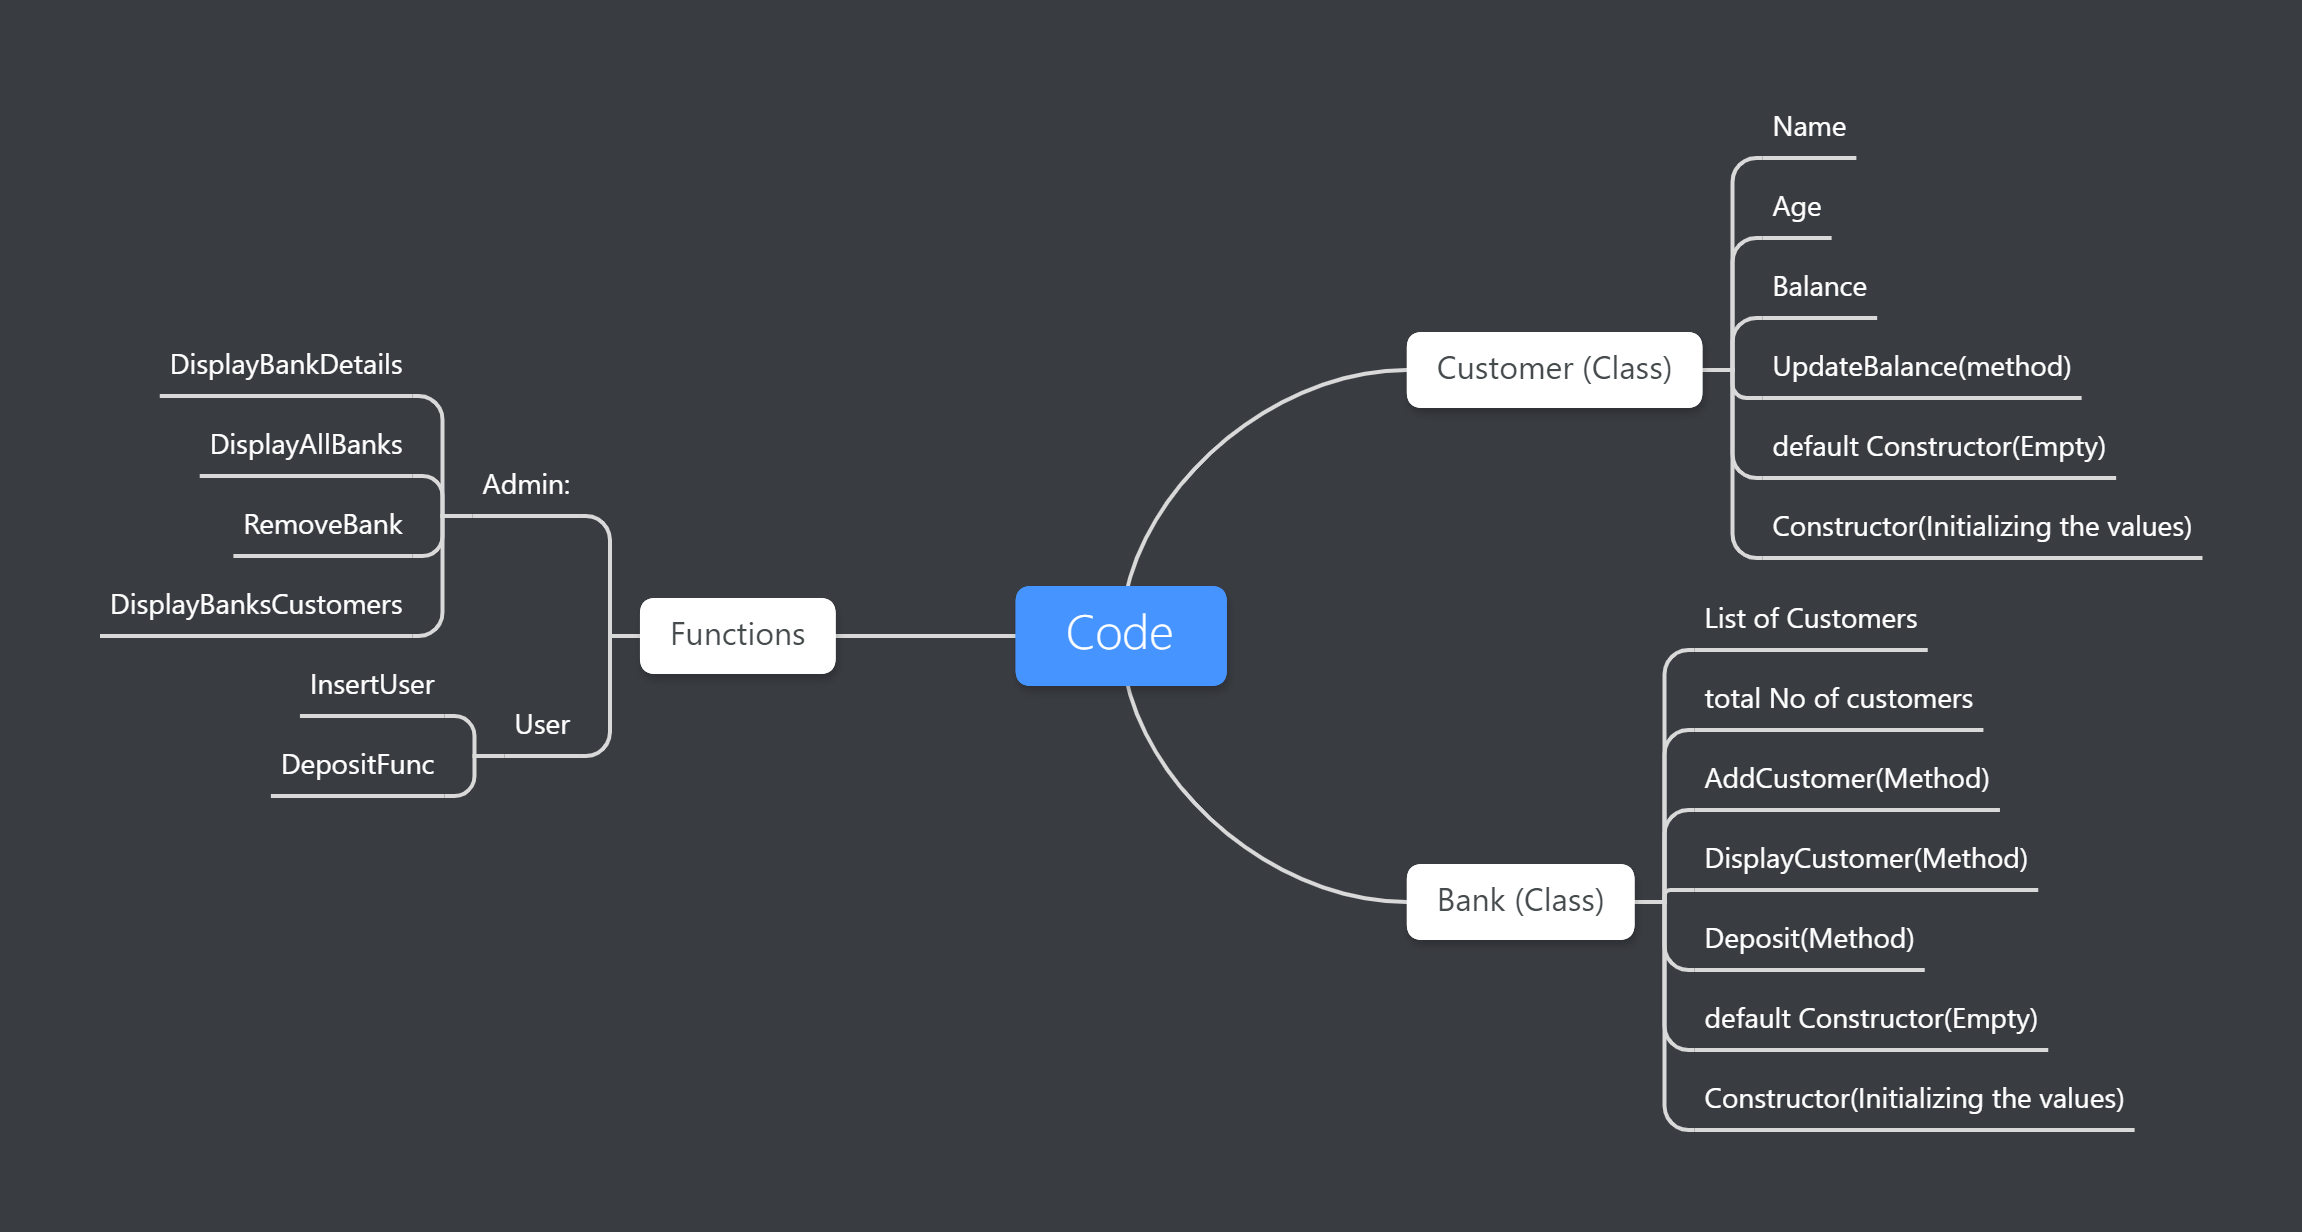 Code
Customer (Class)
Name
Age
Balance
UpdateBalance(method)
default Constructor(Empty)
Constructor(Initializing the values)
Bank (Class)
List of Customers
total No of customers
AddCustomer(Method)
DisplayCustomer(Method)
Deposit(Method)
default Constructor(Empty)
Constructor(Initializing the values)
Functions
Admin:
DisplayBankDetails
DisplayAllBanks
RemoveBank
DisplayBanksCustomers
User
InsertUser
DepositFunc